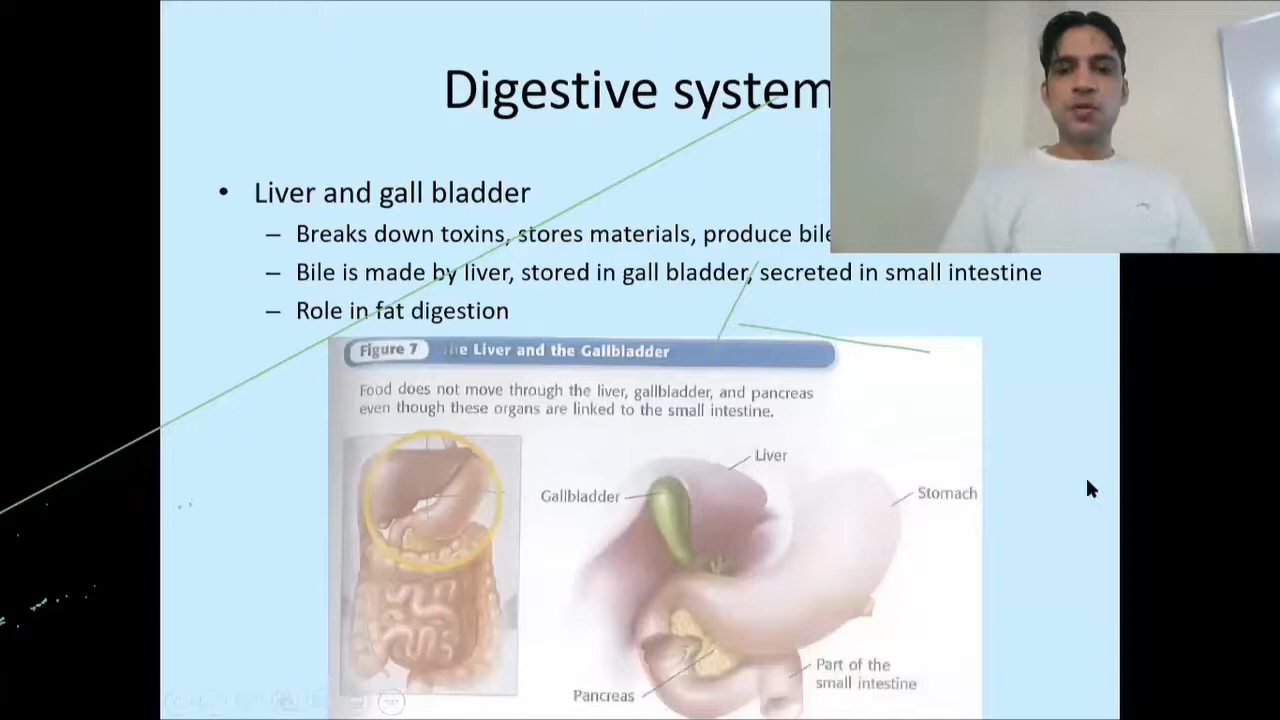 Digestive system
• Liver and gall bladder
– Breaks down toxins, stores materials, produce bile
– Bile is made by liver, stored in gall bladder, secreted in small intestine
– Role in fat digestion
Figure 7 The Liver and the Gallbladder
Food does not move through the liver, gallbladder, and pancreas
even though these organs are linked to the small intestine.
Liver
Gallbladder
Stomach
Part of the
small intestine
Pancreas